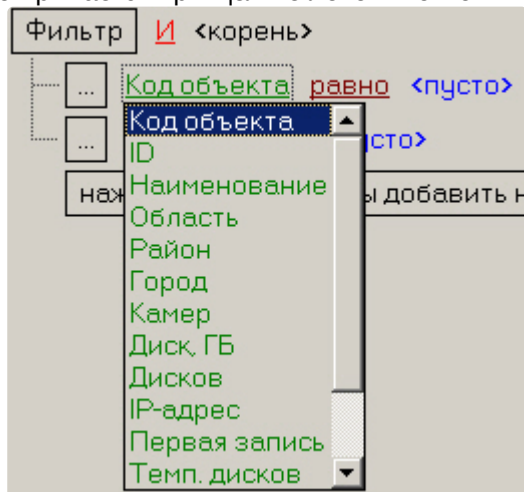 Фильтр И <корень>
... Код объекта равно <пусто>
Код объекта
... сто>
ID
Наименование
наж ы добавить н
Область
Район
Город
Камер
Диск, ГБ
Дисков
IP-адрес
Первая запись
Темп. дисков